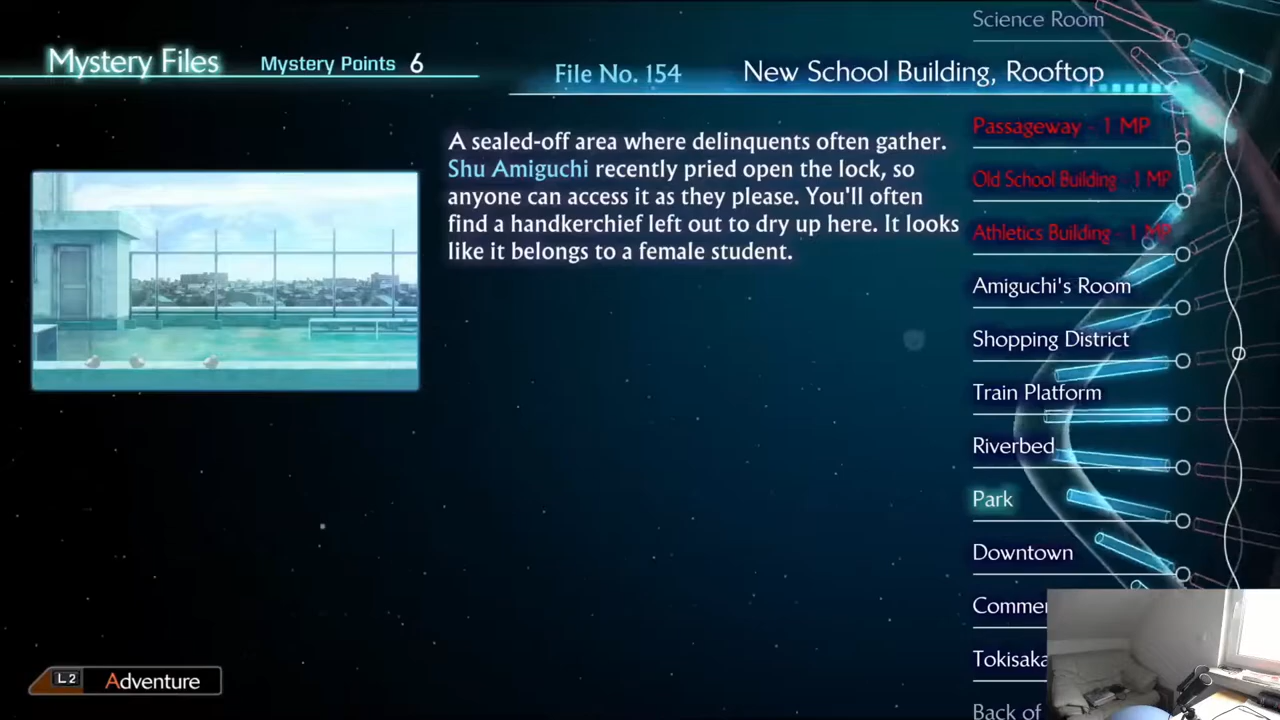 Mystery Files
Mystery Points 6
File No. 154
New School Building, Rooftop
A sealed-off area where delinquents often gather.
Shu Amiguchi recently pried open the lock, so
anyone can access it as they please. You'll often
find a handkerchief left out to dry up here. It looks
like it belongs to a female student.
Science Room
Passageway - 1 MP
Old School Building - 1 MP
Athletics Building - 1 MP
Amiguchi's Room
Shopping District
Train Platform
Riverbed
Park
Downtown
Commer
Tokisaka
Back of
L2 Adventure